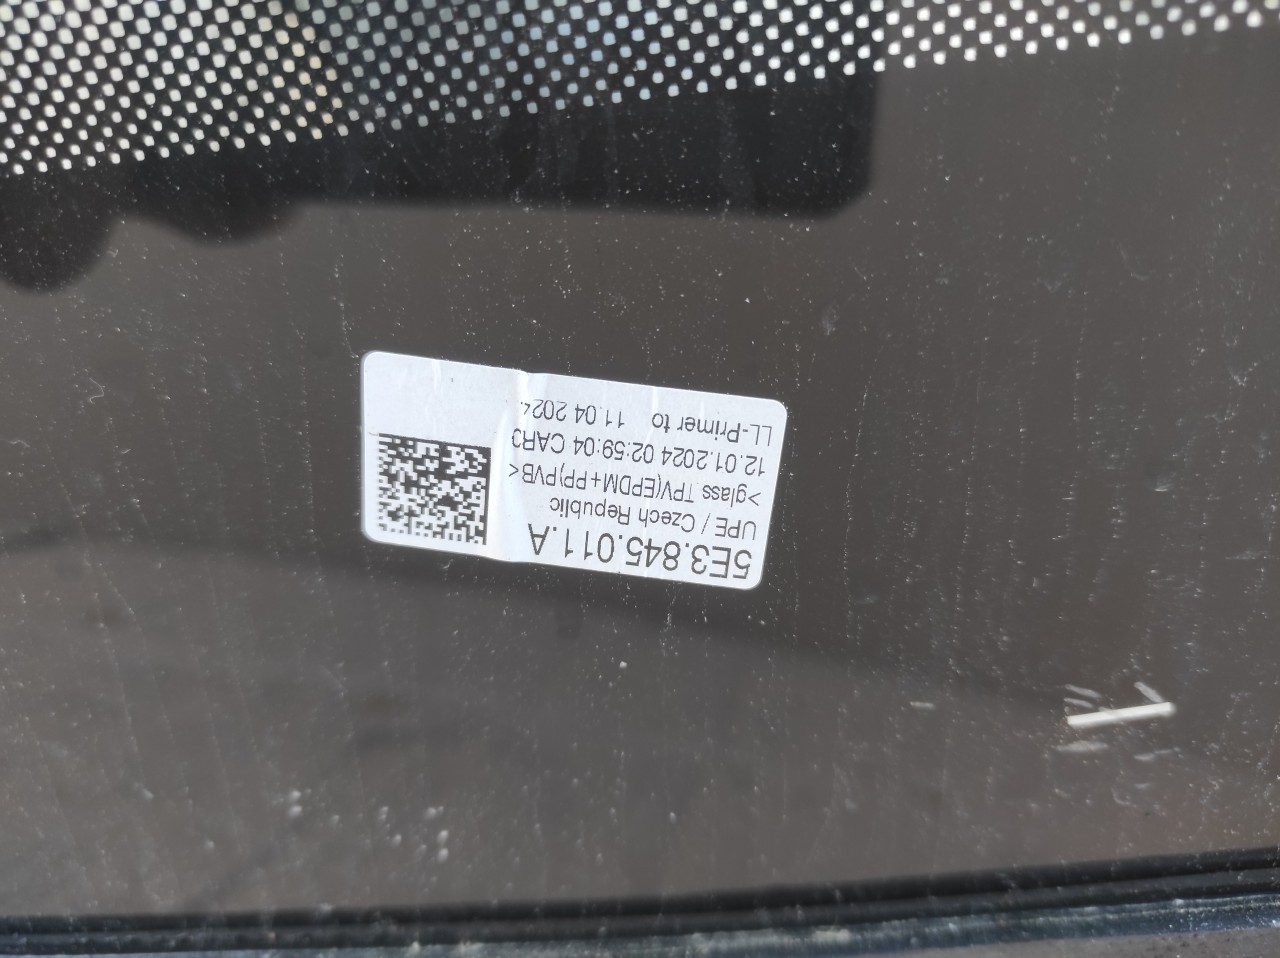 5E3.845.011.A
UPE / Czech Republic
>glass TPV(EPDM+PP)PVB<
12.01.2024 02:59:04 CAR3
LL-Primer to 11.04 2024